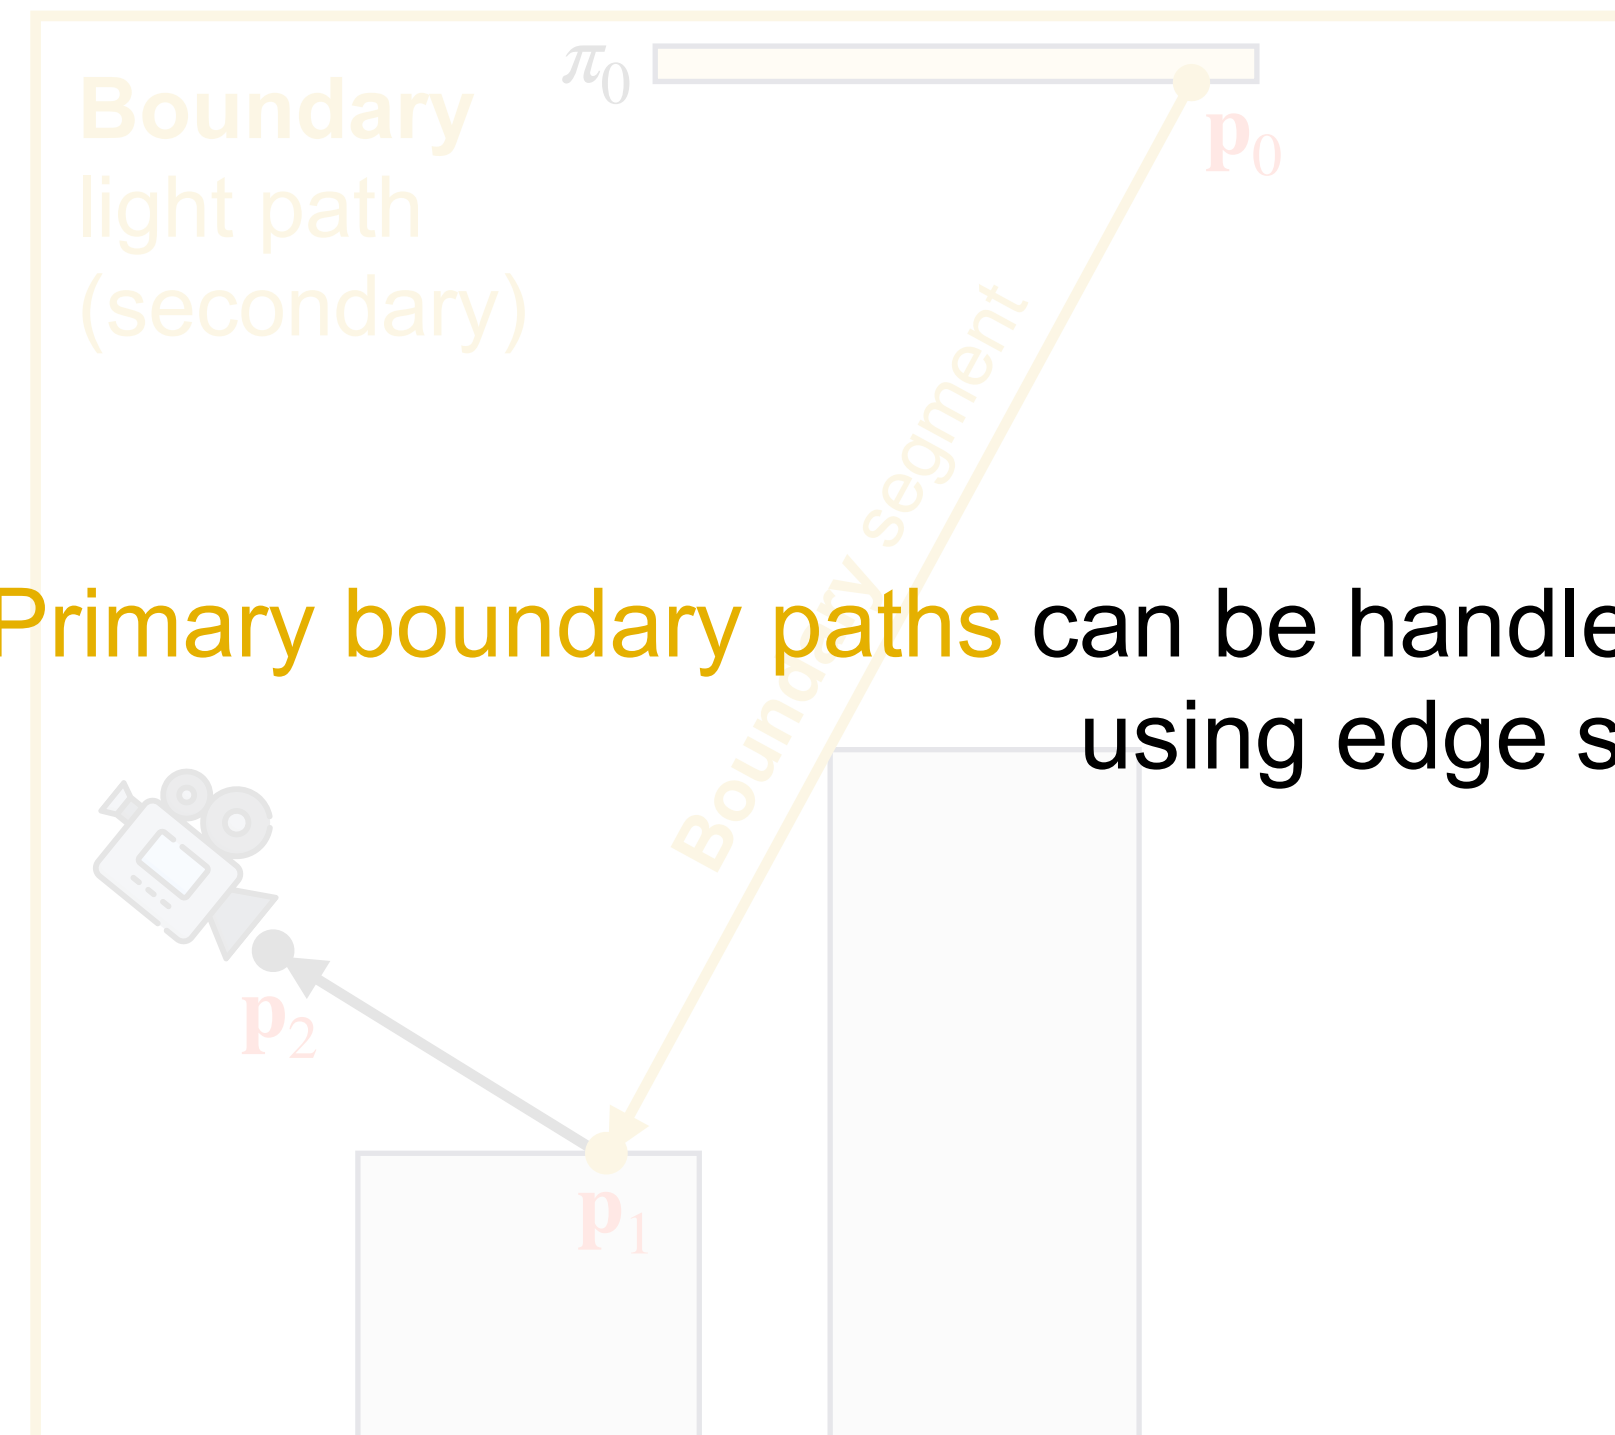 π0
Boundary
light path
(secondary)
p0
Boundary segment
Primary boundary paths can be handle
using edge s
p2
p1